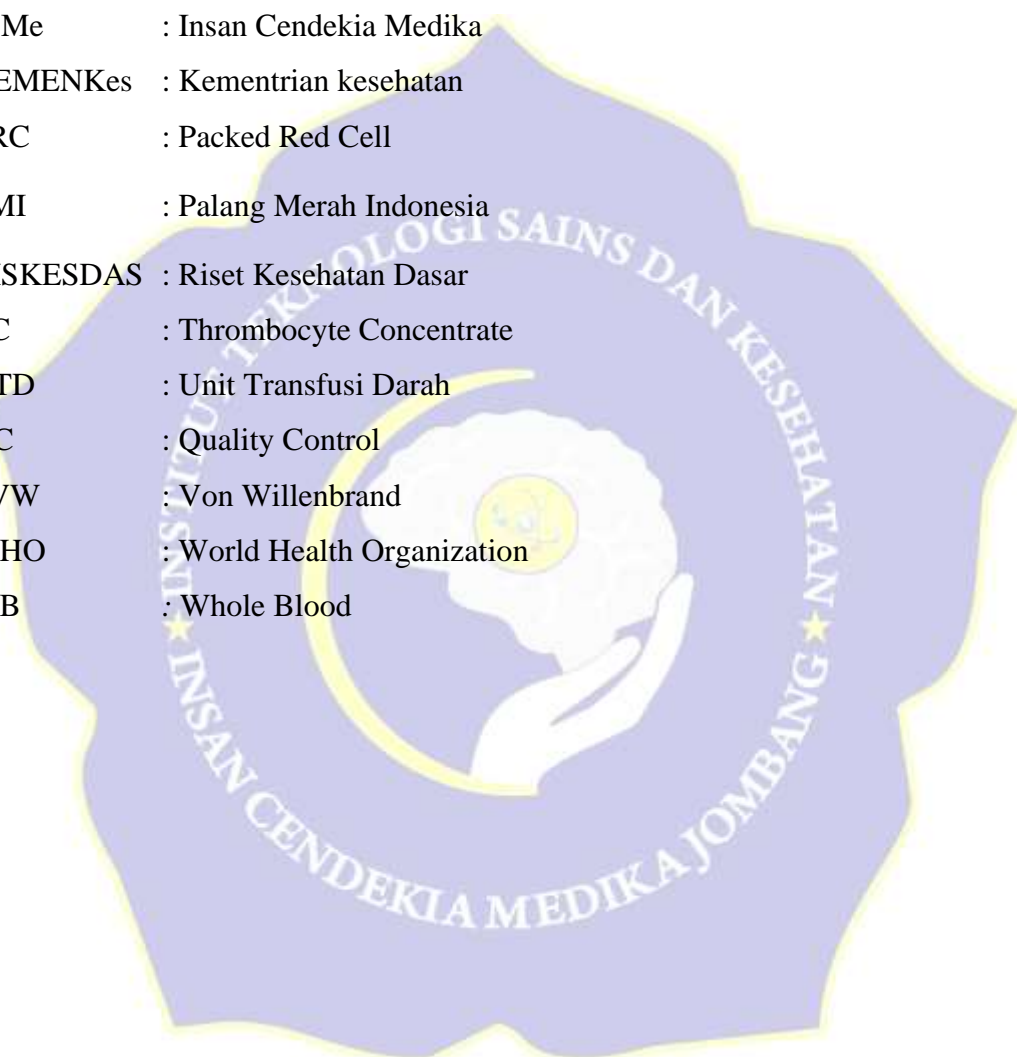 Me : Insan Cendekia Medika
EMENKes : Kementrian kesehatan
RC : Packed Red Cell
MI : Palang Merah Indonesia
SKESDAS : Riset Kesehatan Dasar
C : Thrombocyte Concentrate
TD : Unit Transfusi Darah
C : Quality Control
VW : Von Willenbrand
HO : World Health Organization
B : Whole Blood
INSTITUT TEKNOLOGI SAINS DAN KESEHATAN
INSAN CENDEKIA MEDIKA JOMBANG